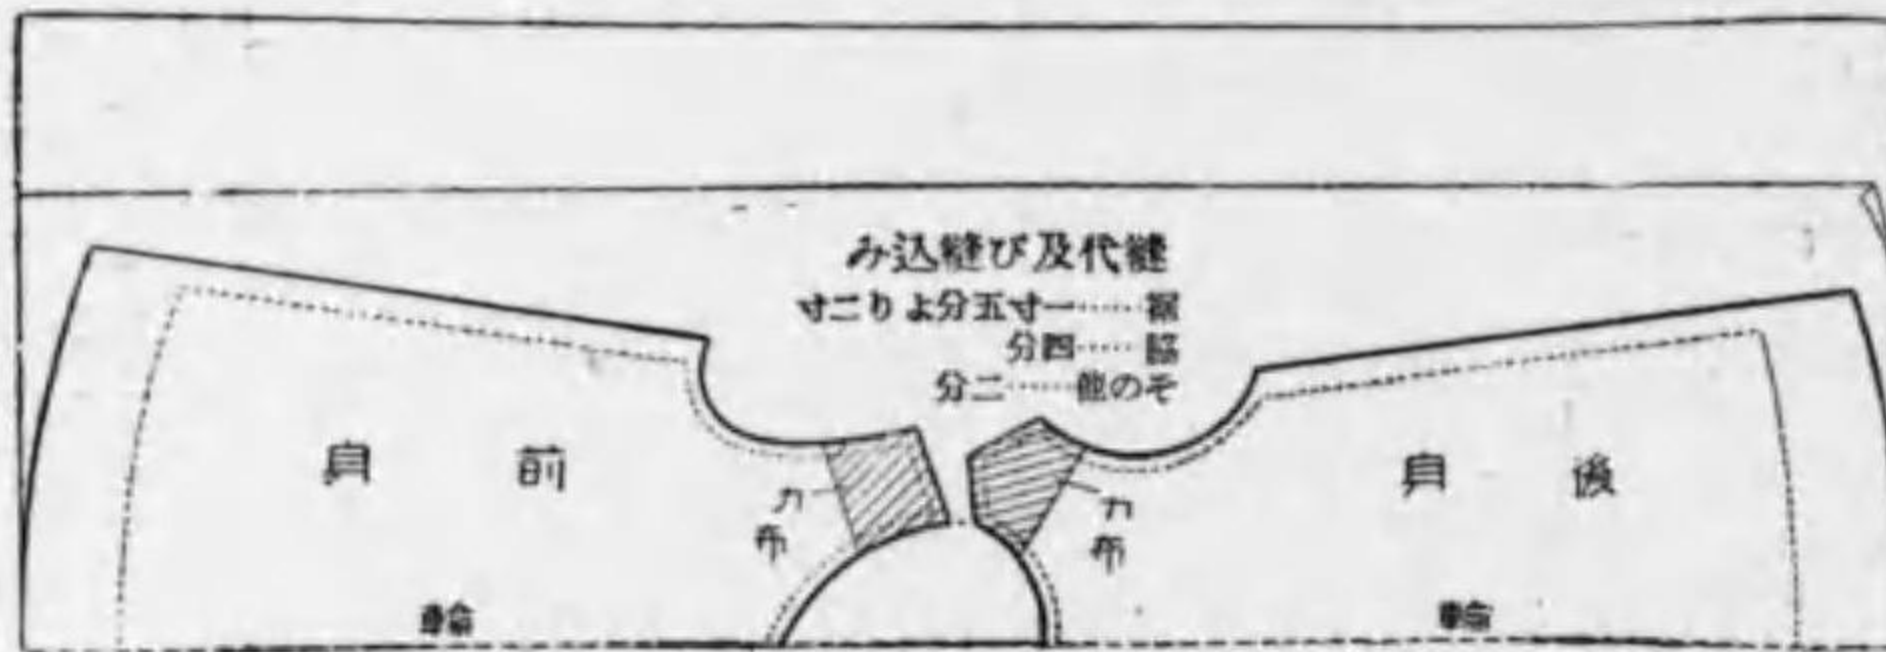 縫代及び縫込み
裾……一寸五分より二寸
脇……四分
その他……二分
後身
前身
力布
力布
輪
輪